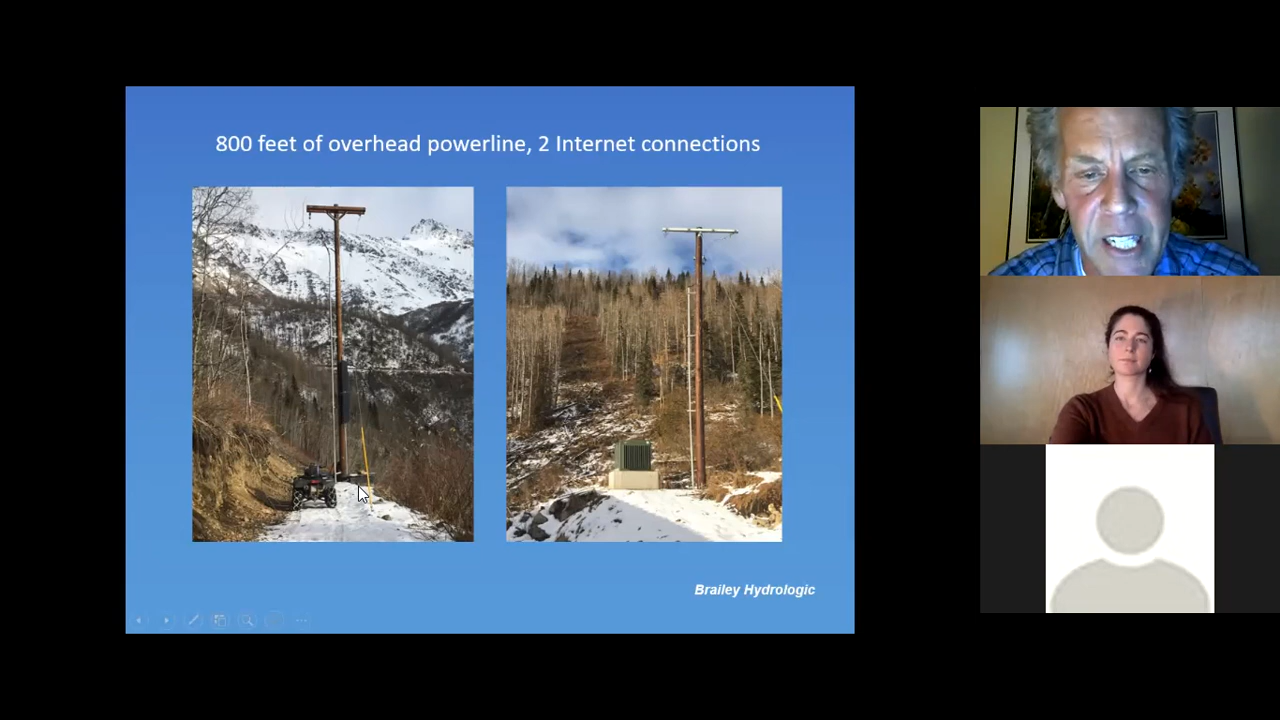 800 feet of overhead powerline, 2 Internet connections
Brailey Hydrologic